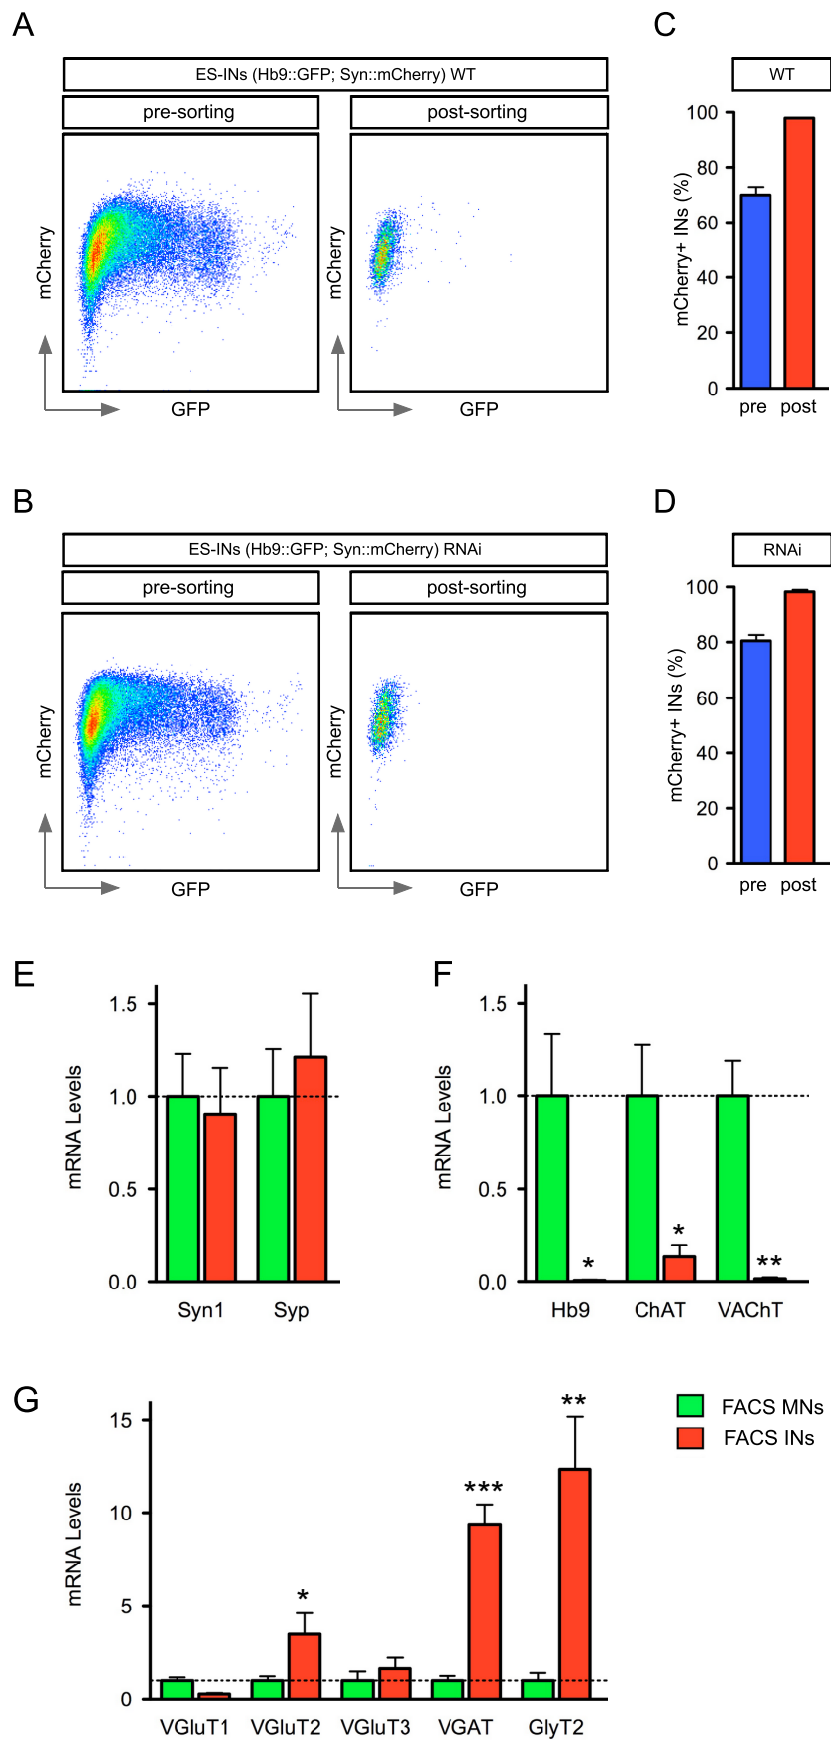 A
ES-INs (Hb9::GFP; Syn::mCherry) WT
pre-sorting
post-sorting
mCherry
GFP
mCherry
GFP
C
WT
mCherry+ INs (%)
100
80
60
40
20
0
pre post
B
ES-INs (Hb9::GFP; Syn::mCherry) RNAi
pre-sorting
post-sorting
mCherry
GFP
mCherry
GFP
D
RNAi
mCherry+ INs (%)
100
80
60
40
20
0
pre post
E
mRNA Levels
1.5
1.0
0.5
0.0
Syn1 Syp
F
mRNA Levels
1.5
1.0
0.5
0.0
* * **
Hb9 ChAT VAChT
G
mRNA Levels
15
10
5
0
* *** **
VGluT1 VGluT2 VGluT3 VGAT GlyT2
FACS MNs
FACS INs